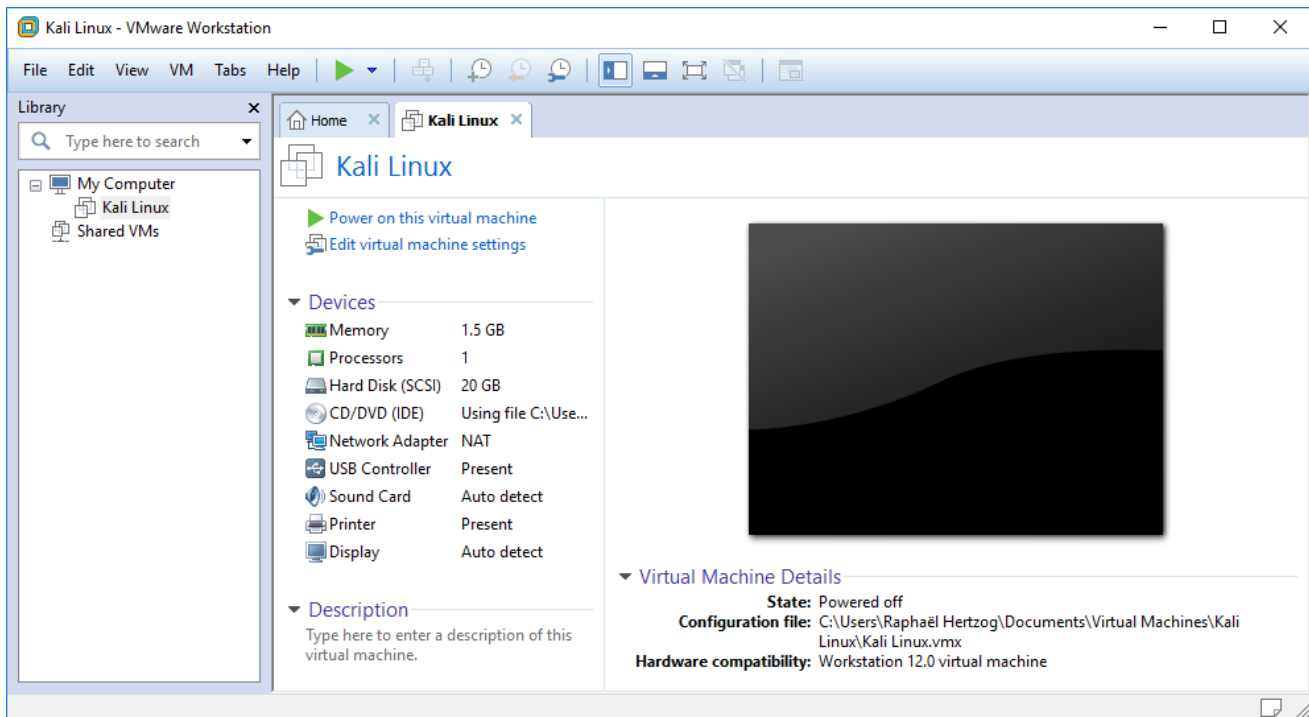 Kali Linux - VMware Workstation
File Edit View VM Tabs Help
Library
Type here to search
My Computer
Kali Linux
Shared VMs
Home
Kali Linux
Kali Linux
Power on this virtual machine
Edit virtual machine settings
Devices
Memory 1.5 GB
Processors 1
Hard Disk (SCSI) 20 GB
CD/DVD (IDE) Using file C:\Use...
Network Adapter NAT
USB Controller Present
Sound Card Auto detect
Printer Present
Display Auto detect
Description
Type here to enter a description of this
virtual machine.
Virtual Machine Details
State: Powered off
Configuration file: C:\Users\Raphaël Hertzog\Documents\Virtual Machines\Kali
Linux\Kali Linux.vmx
Hardware compatibility: Workstation 12.0 virtual machine